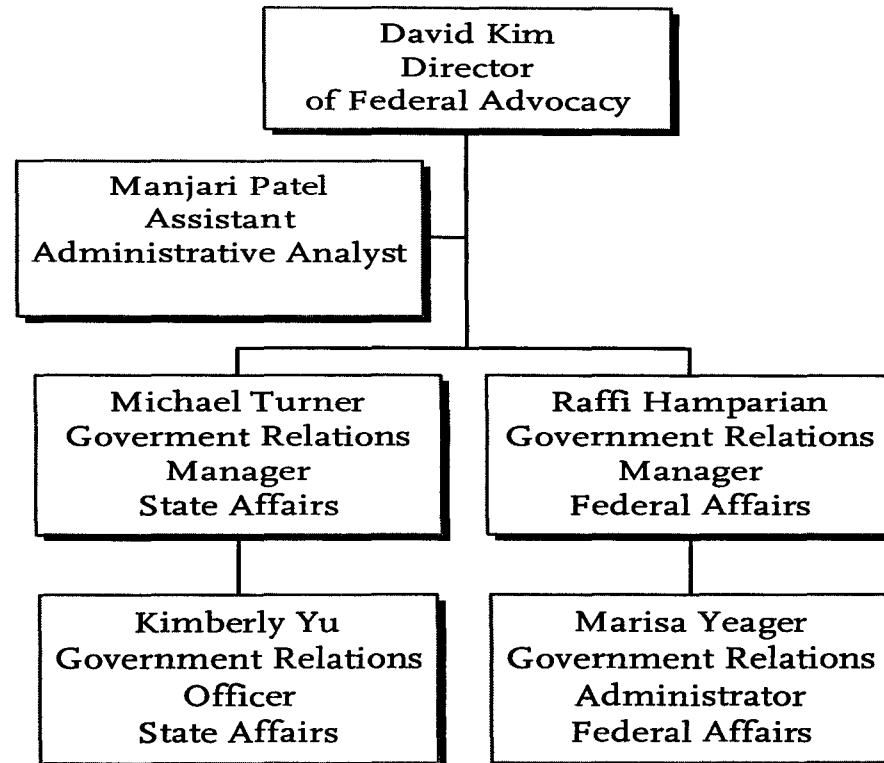 David Kim
Director
of Federal Advocacy
Manjari Patel
Assistant
Administrative Analyst
Michael Turner
Goverment Relations
Manager
State Affairs
Raffi Hamparian
Government Relations
Manager
Federal Affairs
Kimberly Yu
Government Relations
Officer
State Affairs
Marisa Yeager
Government Relations
Administrator
Federal Affairs